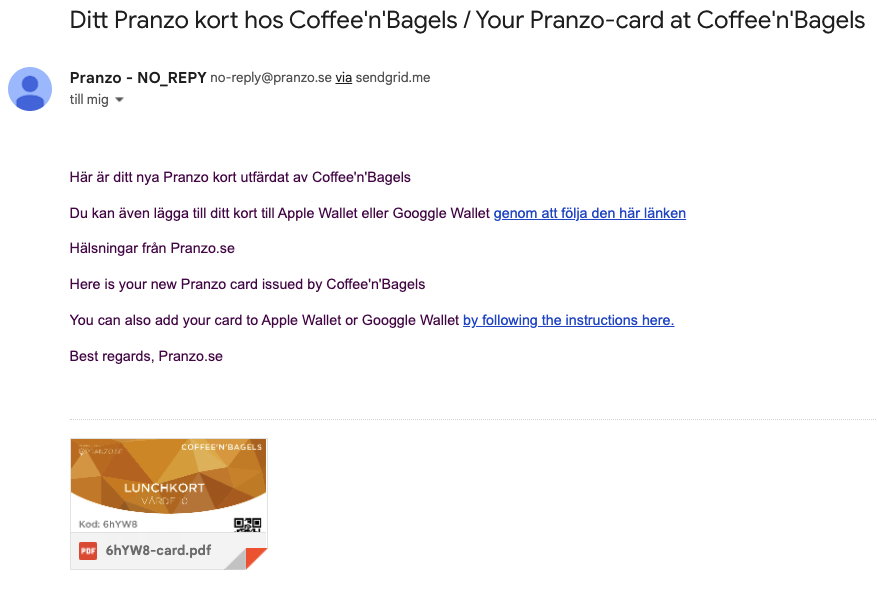 Ditt Pranzo kort hos Coffee'n'Bagels / Your Pranzo-card at Coffee'n'Bagels
Pranzo - NO_REPY no-reply@pranzo.se via sendgrid.me
till mig
Här är ditt nya Pranzo kort utfärdat av Coffee'n'Bagels
Du kan även lägga till ditt kort till Apple Wallet eller Googgle Wallet genom att följa den här länken
Hälsningar från Pranzo.se
Here is your new Pranzo card issued by Coffee'n'Bagels
You can also add your card to Apple Wallet or Googgle Wallet by following the instructions here.
Best regards, Pranzo.se
COFFEE'N'BAGELS
LUNCHKORT
VÄRDE
Kod: 6hYW8
PDF 6hYW8-card.pdf